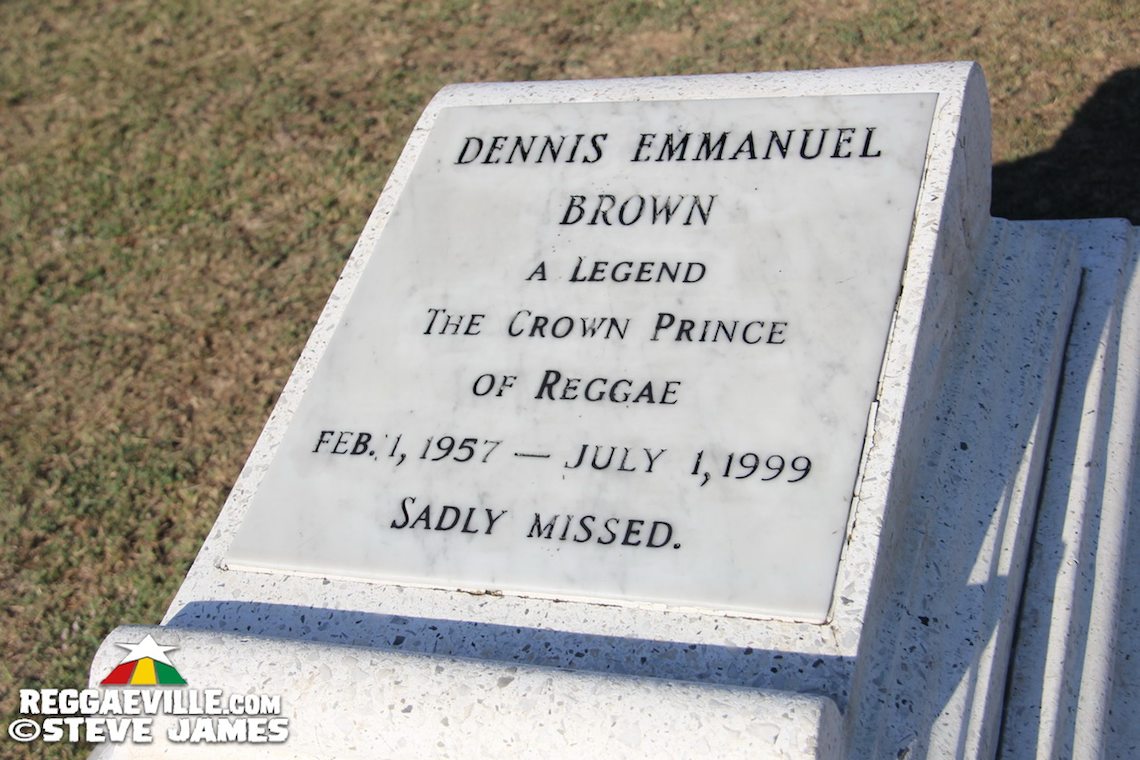 DENNIS EMMANUEL
BROWN
A LEGEND
THE CROWN PRINCE
OF REGGAE
FEB. 1, 1957 — JULY 1, 1999
SADLY MISSED.
REGGAEVILLE.COM
©STEVE JAMES